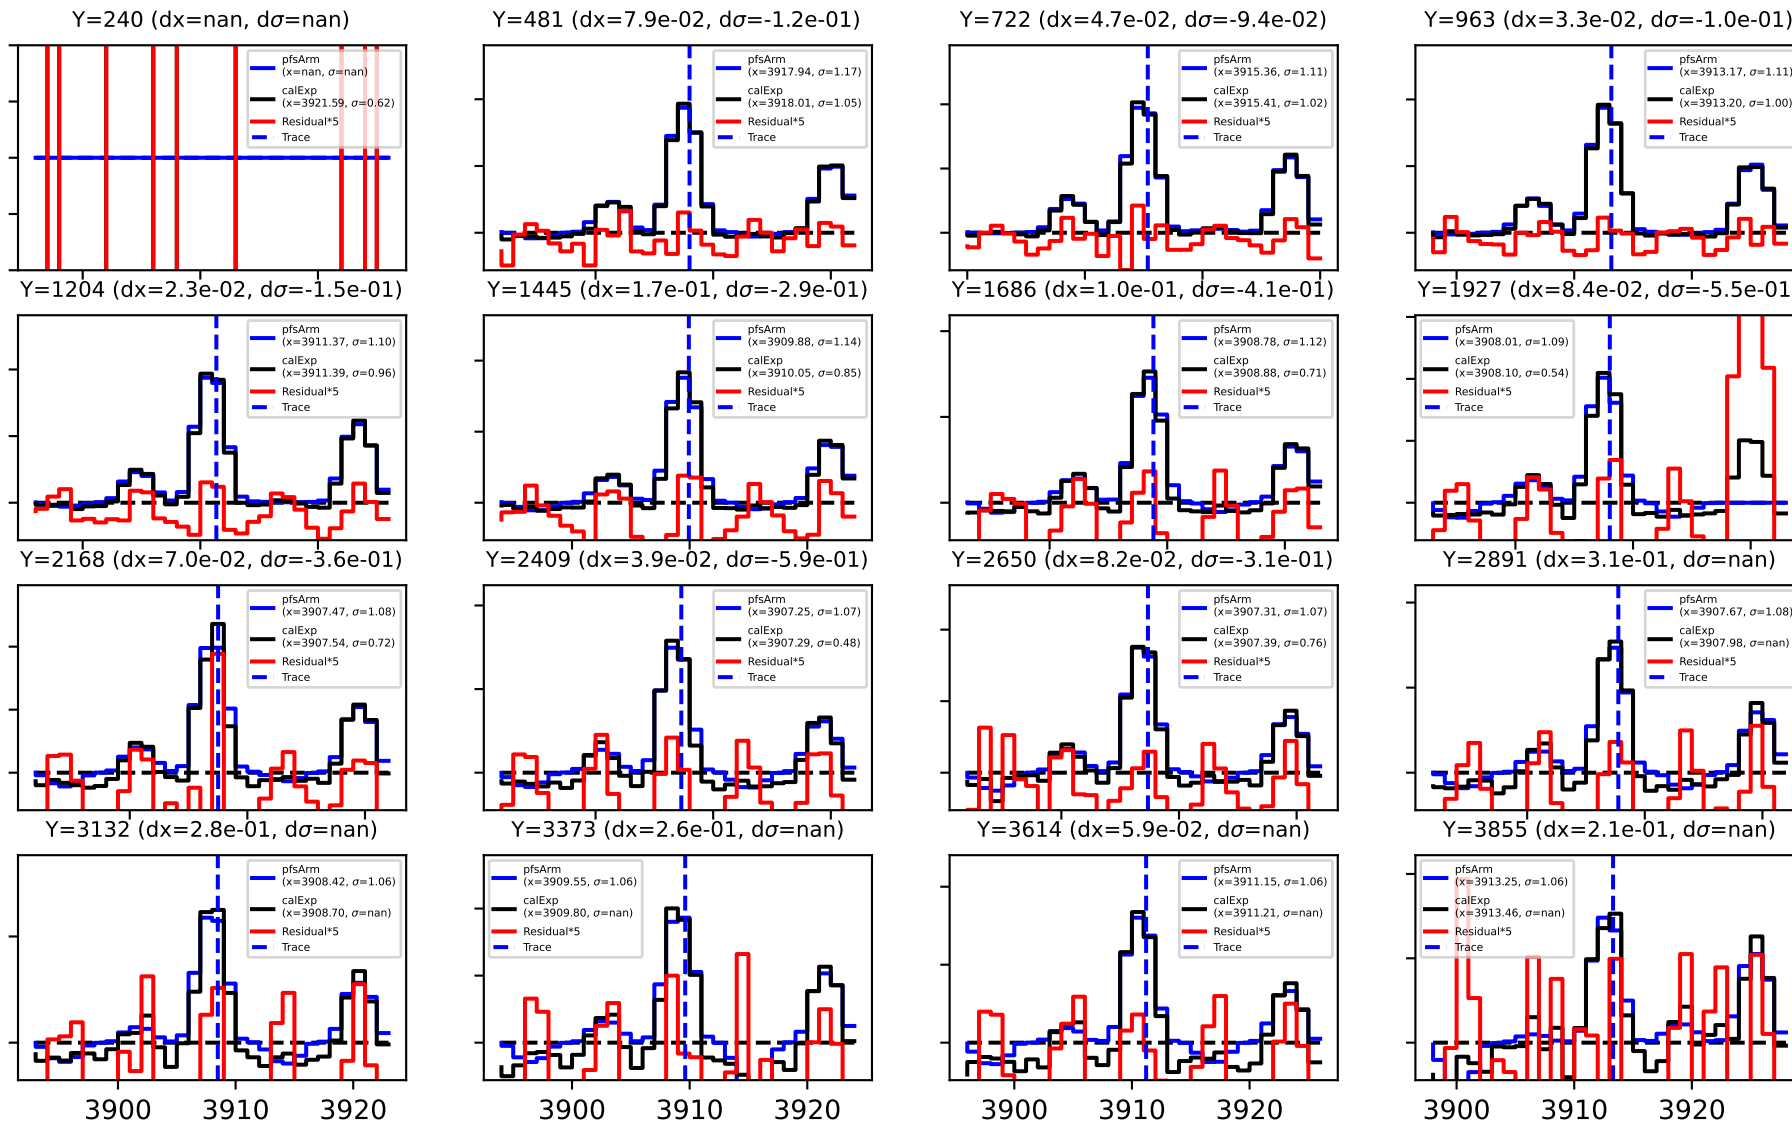 Y=240 (dx=nan, dσ=nan)
pfsArm
(x=nan, σ=nan)
calExp
(x=3921.59, σ=0.62)
Residual*5
Trace
Y=481 (dx=7.9e-02, dσ=-1.2e-01)
pfsArm
(x=3917.94, σ=1.17)
calExp
(x=3918.01, σ=1.05)
Residual*5
Trace
Y=722 (dx=4.7e-02, dσ=-9.4e-02)
pfsArm
(x=3915.36, σ=1.11)
calExp
(x=3915.41, σ=1.02)
Residual*5
Trace
Y=963 (dx=3.3e-02, dσ=-1.0e-01)
pfsArm
(x=3913.17, σ=1.11)
calExp
(x=3913.20, σ=1.00)
Residual*5
Trace
Y=1204 (dx=2.3e-02, dσ=-1.5e-01)
pfsArm
(x=3911.37, σ=1.10)
calExp
(x=3911.39, σ=0.96)
Residual*5
Trace
Y=1445 (dx=1.7e-01, dσ=-2.9e-01)
pfsArm
(x=3909.88, σ=1.14)
calExp
(x=3910.05, σ=0.85)
Residual*5
Trace
Y=1686 (dx=1.0e-01, dσ=-4.1e-01)
pfsArm
(x=3908.78, σ=1.12)
calExp
(x=3908.88, σ=0.71)
Residual*5
Trace
Y=1927 (dx=8.4e-02, dσ=-5.5e-01
pfsArm
(x=3908.01, σ=1.09)
calExp
(x=3908.10, σ=0.54)
Residual*5
Trace
Y=2168 (dx=7.0e-02, dσ=-3.6e-01)
pfsArm
(x=3907.47, σ=1.08)
calExp
(x=3907.54, σ=0.72)
Residual*5
Trace
Y=2409 (dx=3.9e-02, dσ=-5.9e-01)
pfsArm
(x=3907.25, σ=1.07)
calExp
(x=3907.29, σ=0.48)
Residual*5
Trace
Y=2650 (dx=8.2e-02, dσ=-3.1e-01)
pfsArm
(x=3907.31, σ=1.07)
calExp
(x=3907.39, σ=0.76)
Residual*5
Trace
Y=2891 (dx=3.1e-01, dσ=nan)
pfsArm
(x=3907.67, σ=1.08)
calExp
(x=3907.98, σ=nan)
Residual*5
Trace
Y=3132 (dx=2.8e-01, dσ=nan)
pfsArm
(x=3908.42, σ=1.06)
calExp
(x=3908.70, σ=nan)
Residual*5
Trace
Y=3373 (dx=2.6e-01, dσ=nan)
pfsArm
(x=3909.55, σ=1.06)
calExp
(x=3909.80, σ=nan)
Residual*5
Trace
Y=3614 (dx=5.9e-02, dσ=nan)
pfsArm
(x=3911.15, σ=1.06)
calExp
(x=3911.21, σ=nan)
Residual*5
Trace
Y=3855 (dx=2.1e-01, dσ=nan)
pfsArm
(x=3913.25, σ=1.06)
calExp
(x=3913.46, σ=nan)
Residual*5
Trace
3900 3910 3920
3900 3910 3920
3900 3910 3920
3900 3910 3920